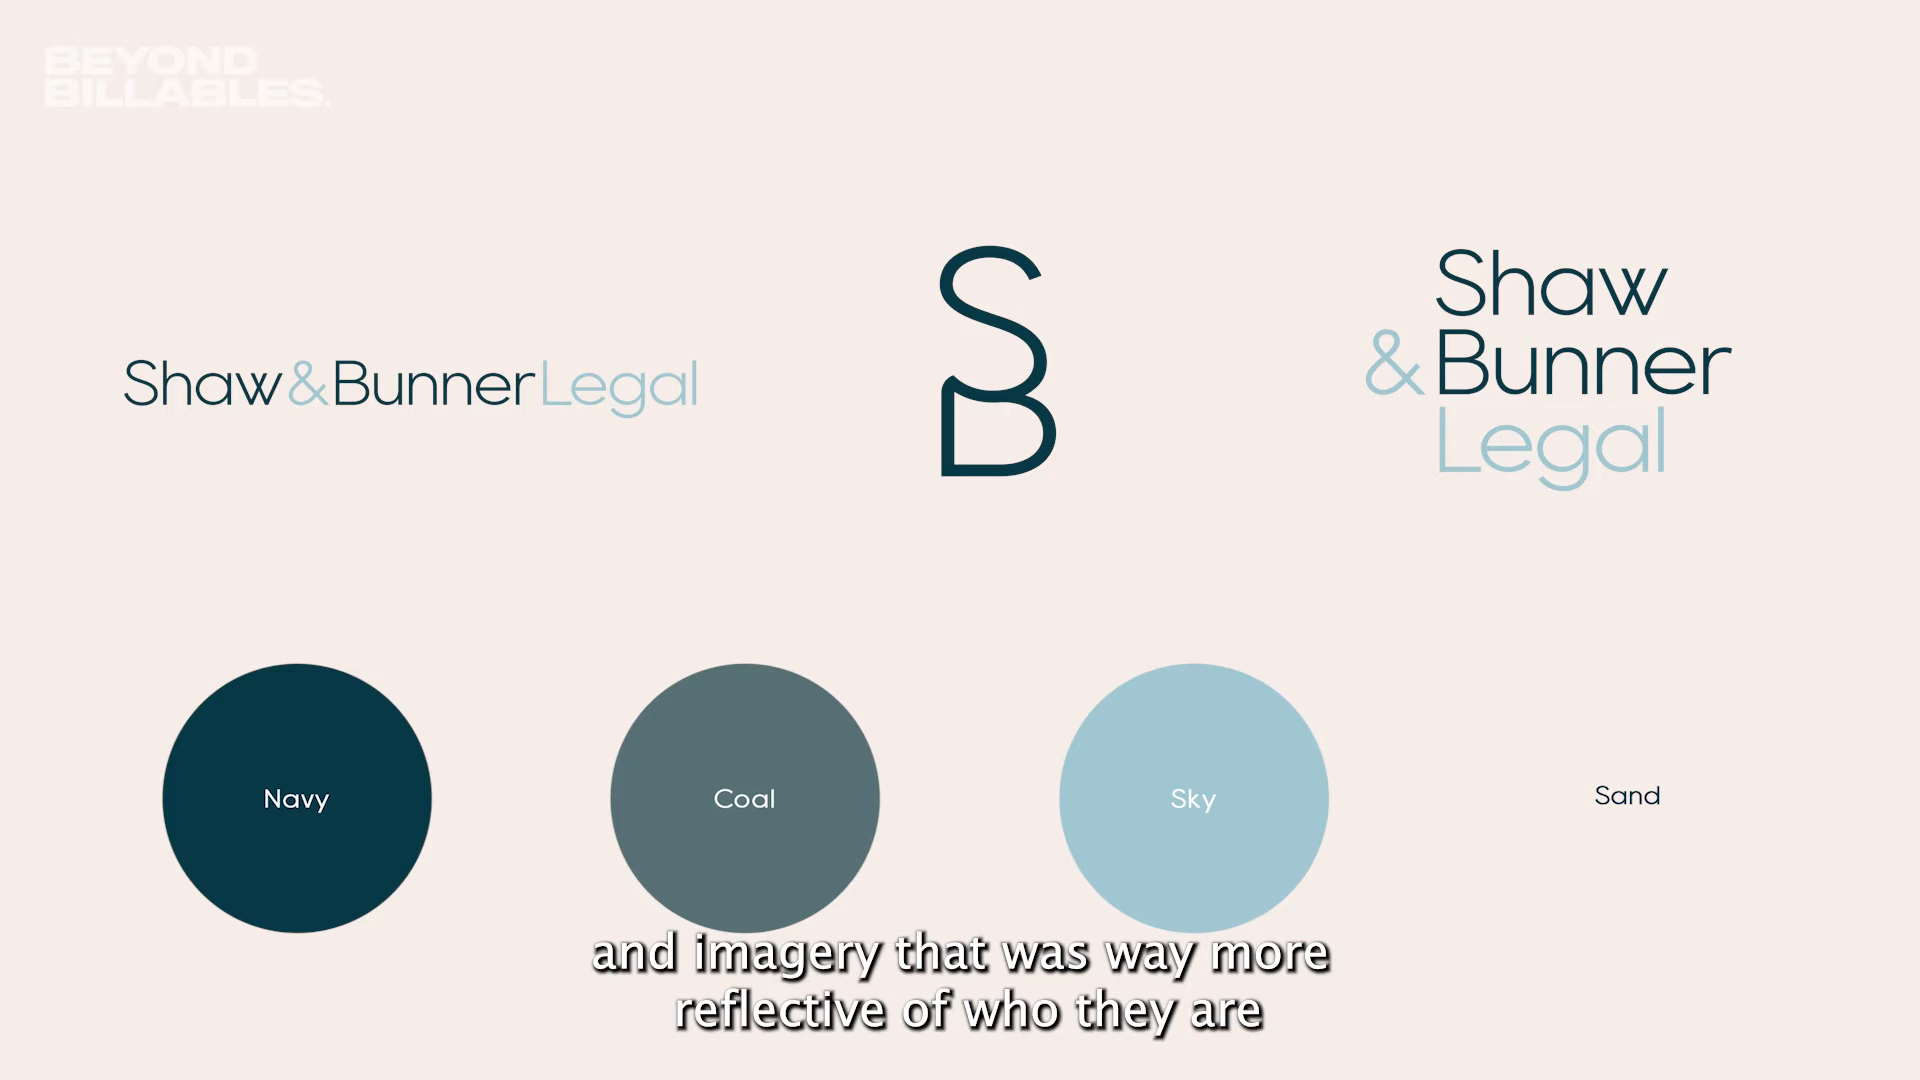 BEYOND
BILLABLES.
Shaw&BunnerLegal
SB
Shaw
&Bunner
Legal
Navy
Coal
Sky
Sand
and imagery that was way more
reflective of who they are